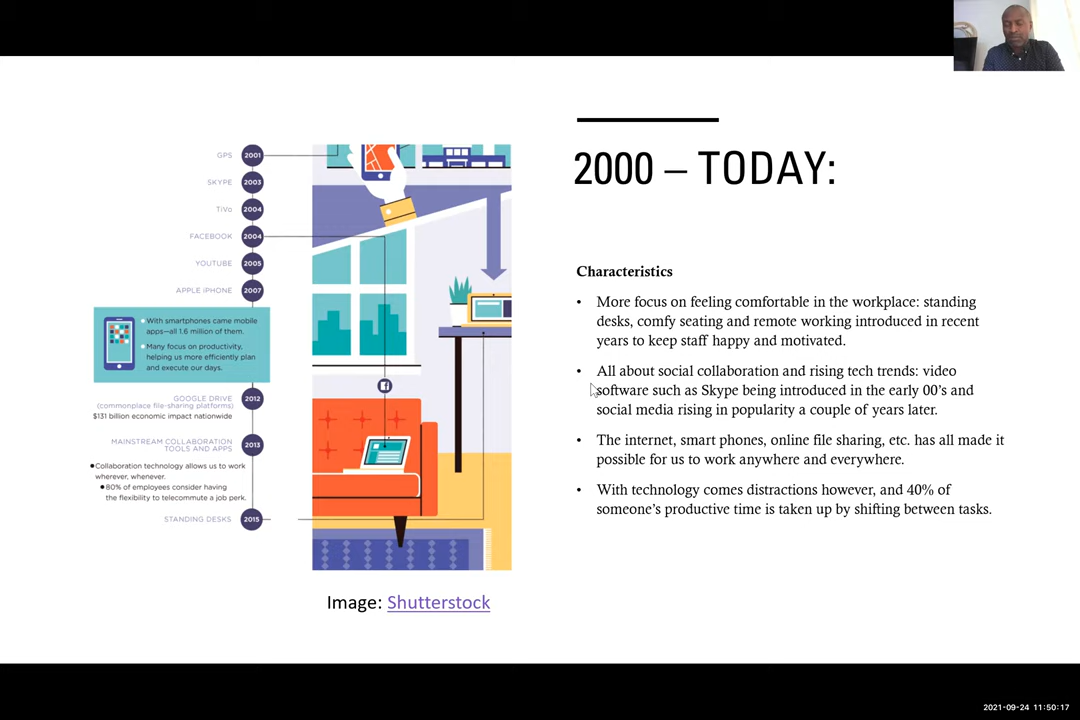 2000 – TODAY:
GPS 2001
SKYPE 2003
TiVo 2004
FACEBOOK 2004
YOUTUBE 2005
APPLE IPHONE 2007
With smartphones came mobile
apps—all 1.6 million of them.
Many focus on productivity,
helping us more efficiently plan
and execute our days.
GOOGLE DRIVE 2012
(commonplace file-sharing platforms)
$131 billion economic impact nationwide
MAINSTREAM COLLABORATION 2013
TOOLS AND APPS
•Collaboration technology allows us to work
wherever, whenever.
•80% of employees consider having
the flexibility to telecommute a job perk.
STANDING DESKS 2015
Image: Shutterstock
Characteristics
• More focus on feeling comfortable in the workplace: standing
desks, comfy seating and remote working introduced in recent
years to keep staff happy and motivated.
• All about social collaboration and rising tech trends: video
software such as Skype being introduced in the early 00’s and
social media rising in popularity a couple of years later.
• The internet, smart phones, online file sharing, etc. has all made it
possible for us to work anywhere and everywhere.
• With technology comes distractions however, and 40% of
someone’s productive time is taken up by shifting between tasks.
2021-09-24 11:50:17